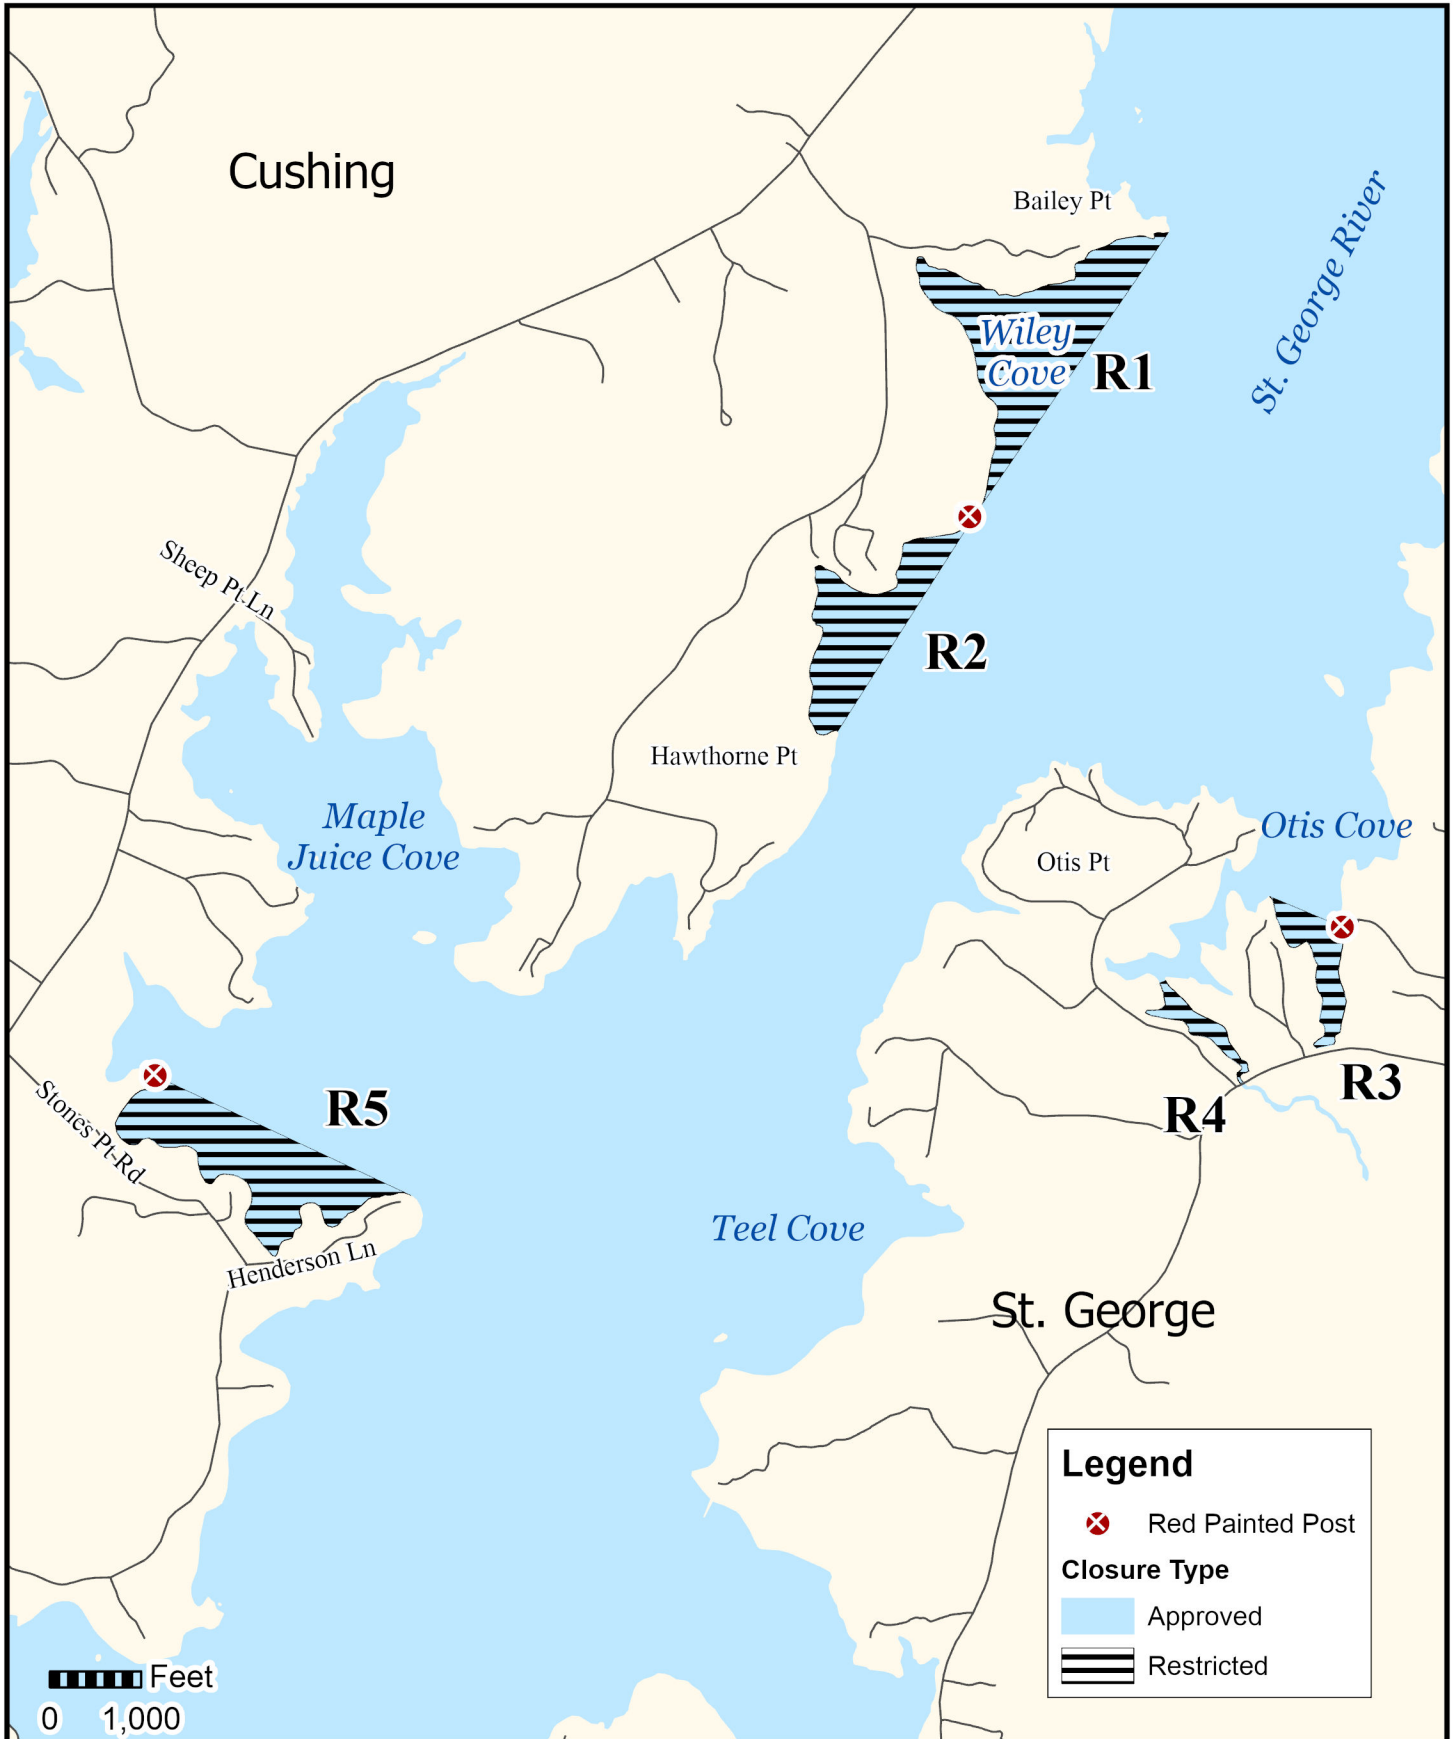 Cushing
Bailey Pt
St. George River
Wiley
Cove
R1
Sheep Pt Ln
R2
Hawthorne Pt
Maple
Juice Cove
Otis Cove
Otis Pt
R3
R4
R5
Stones Pt Rd
Teel Cove
Henderson Ln
St. George
Legend
Red Painted Post
Closure Type
Approved
Restricted
Feet
0 1,000